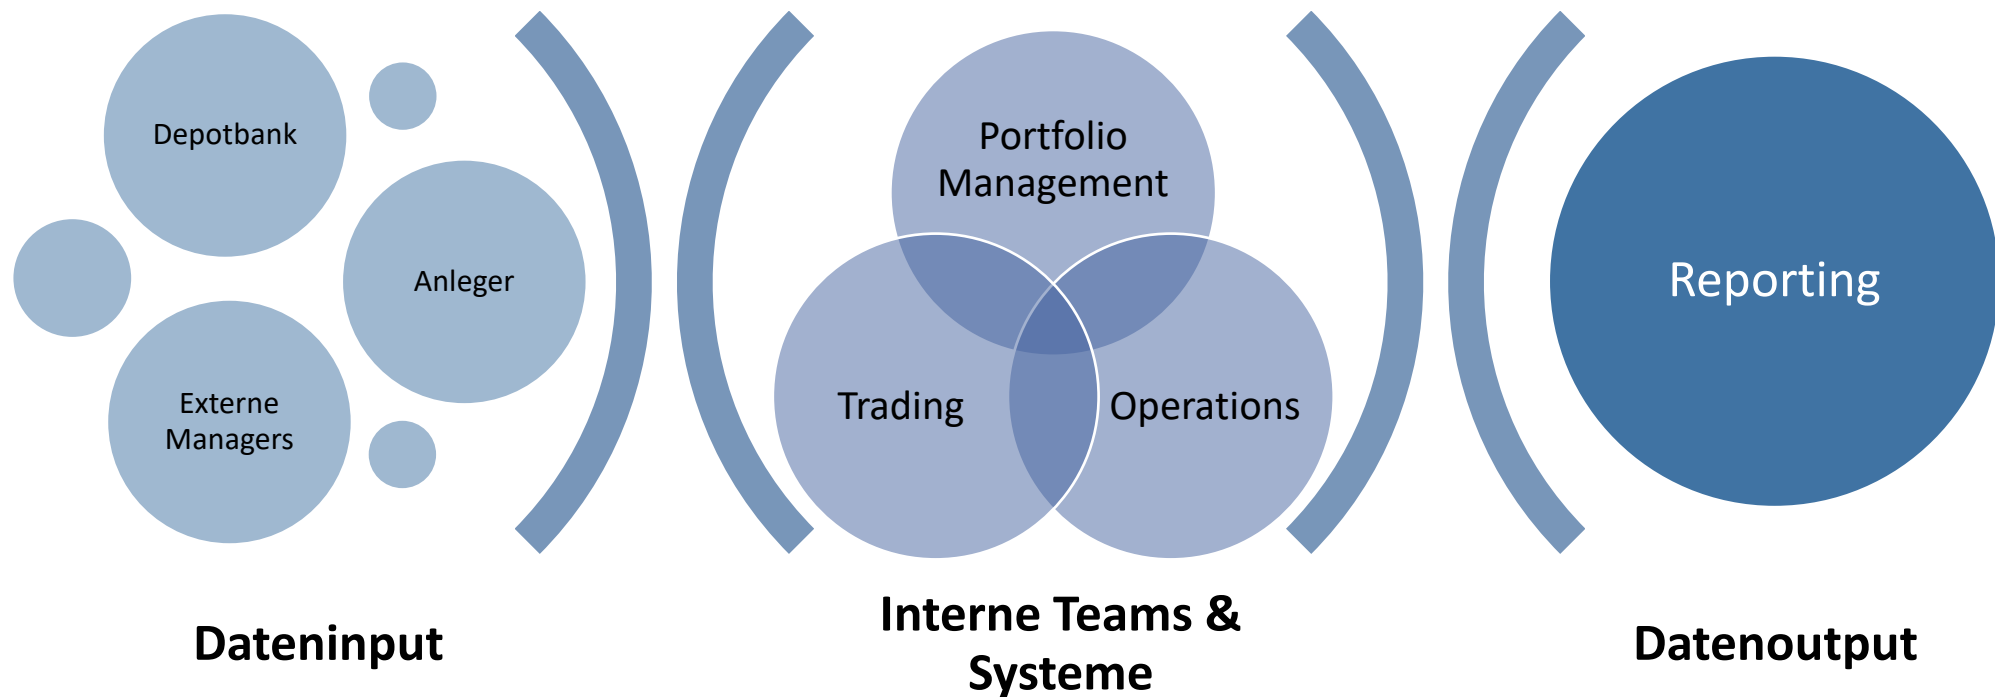 Depotbank
Anleger
Externe
Managers
Dateninput
Portfolio
Management
Trading
Operations
Interne Teams &
Systeme
Reporting
Datenoutput